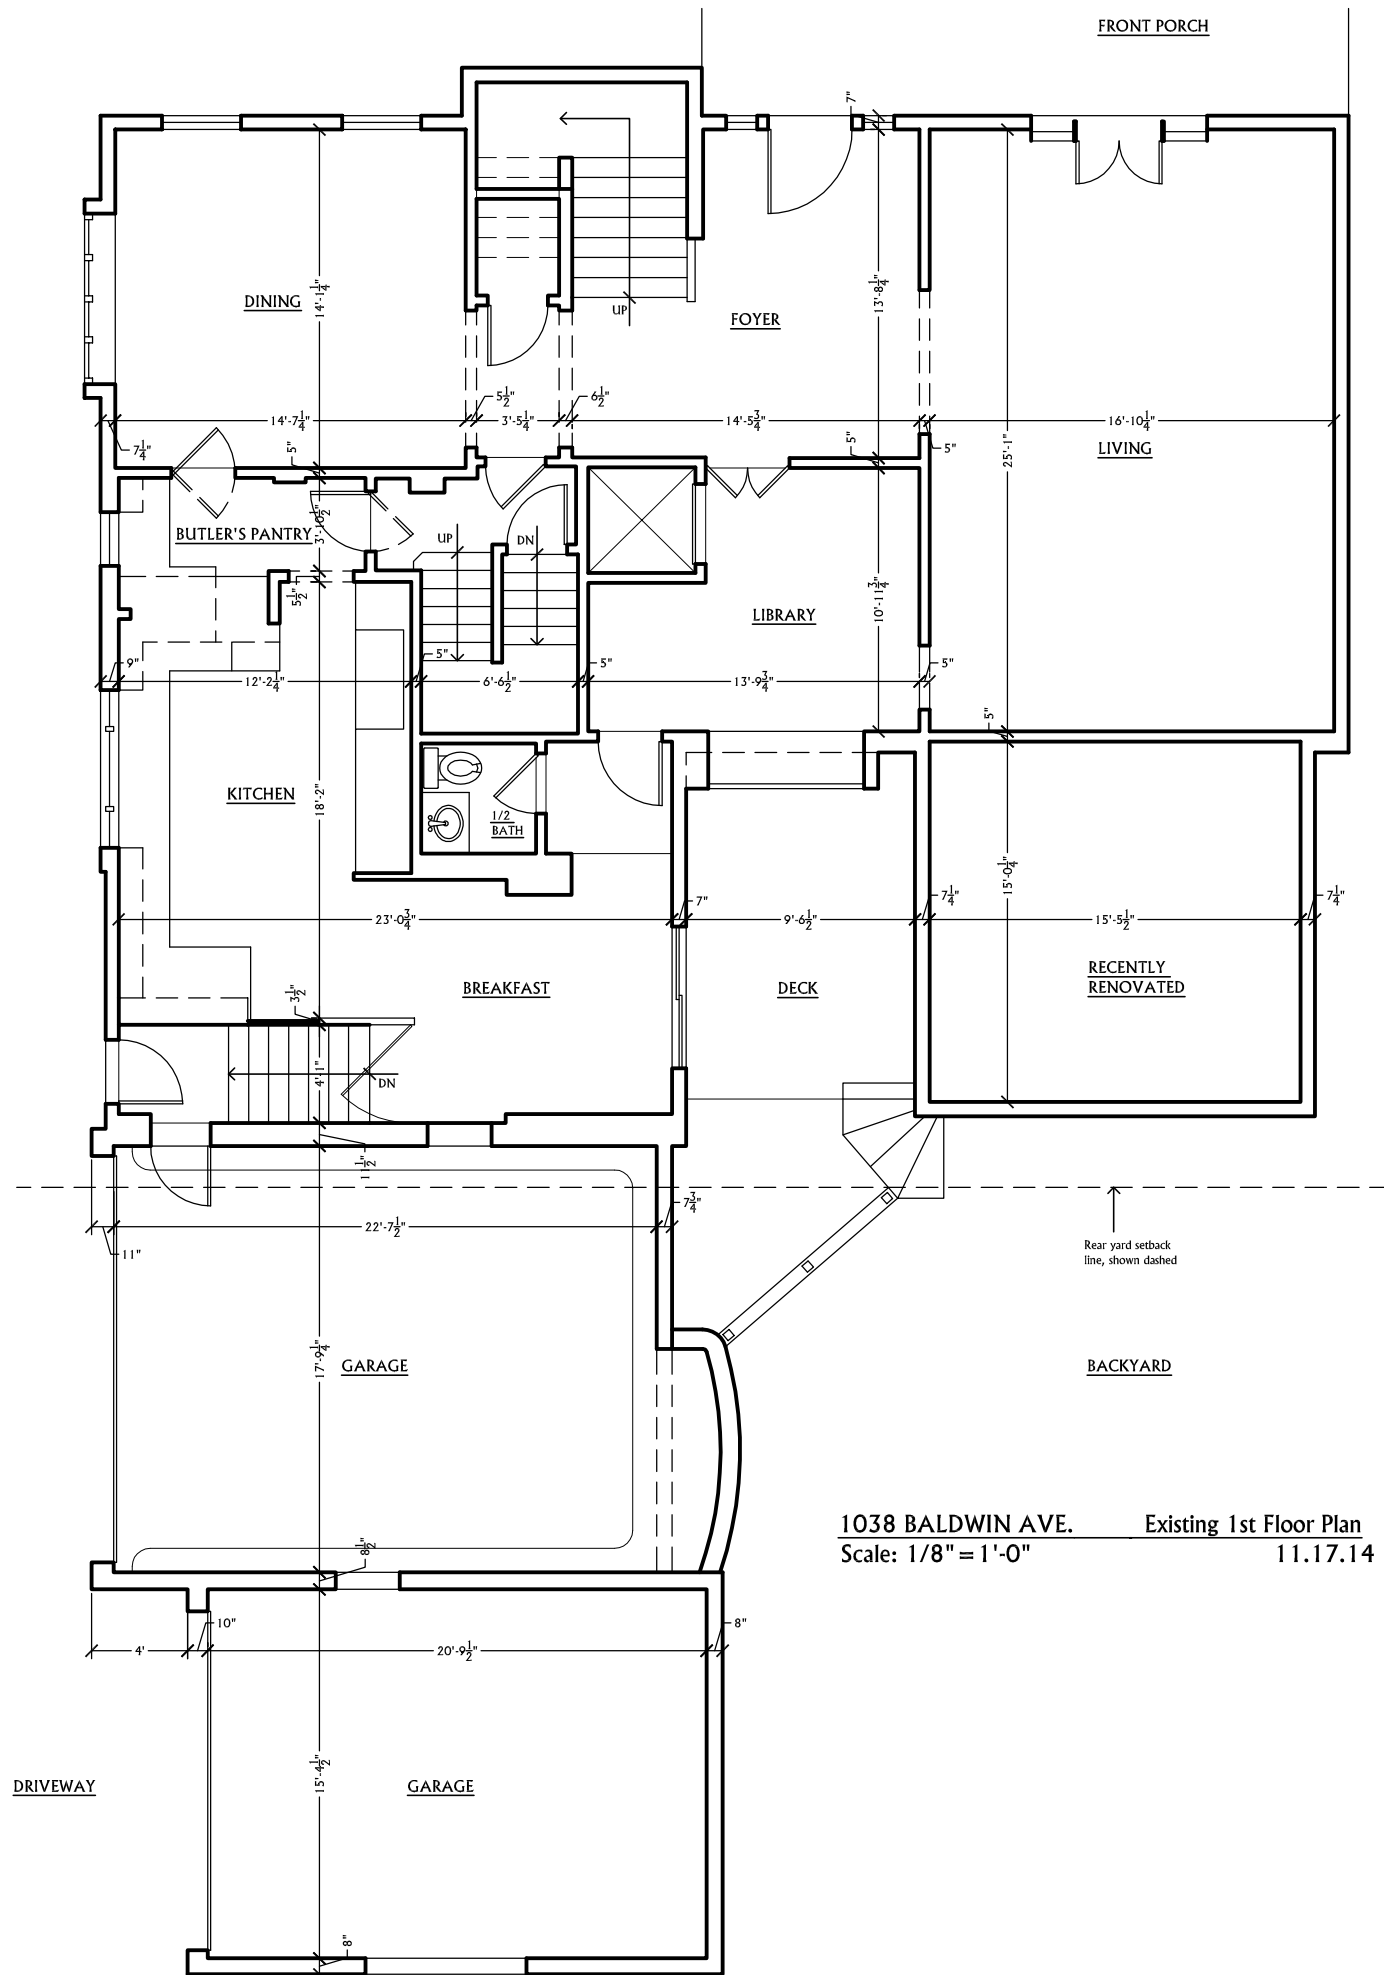 FRONT PORCH
7"
DINING
14'-1 1/4"
UP
FOYER
13'-8 1/4"
5 1/2"
6 1/2"
14'-7 1/4"
3'-5 1/4"
14'-5 3/4"
16'-10 1/4"
7 1/4"
5"
5"
5"
25'-1"
LIVING
BUTLER'S PANTRY
3'-10 1/2"
UP
DN
5 1/2"
LIBRARY
10'-11 3/4"
9"
5"
5"
5"
12'-2 1/4"
6'-6 1/2"
13'-9 3/4"
5"
KITCHEN
18'-2"
1/2
BATH
15'-0 1/4"
7"
7 1/4"
7 1/4"
23'-0 3/4"
9'-6 1/2"
15'-5 1/2"
RECENTLY
RENOVATED
BREAKFAST
DECK
3 1/2"
4'-1"
DN
11 1/2"
7 3/4"
22'-7 1/2"
11"
Rear yard setback
line, shown dashed
17'-9 1/4"
GARAGE
BACKYARD
1038 BALDWIN AVE. Existing 1st Floor Plan
Scale: 1/8" = 1'-0" 11.17.14
8 1/2"
10"
8"
4'
20'-9 1/2"
15'-4 1/2"
DRIVEWAY
GARAGE
8"